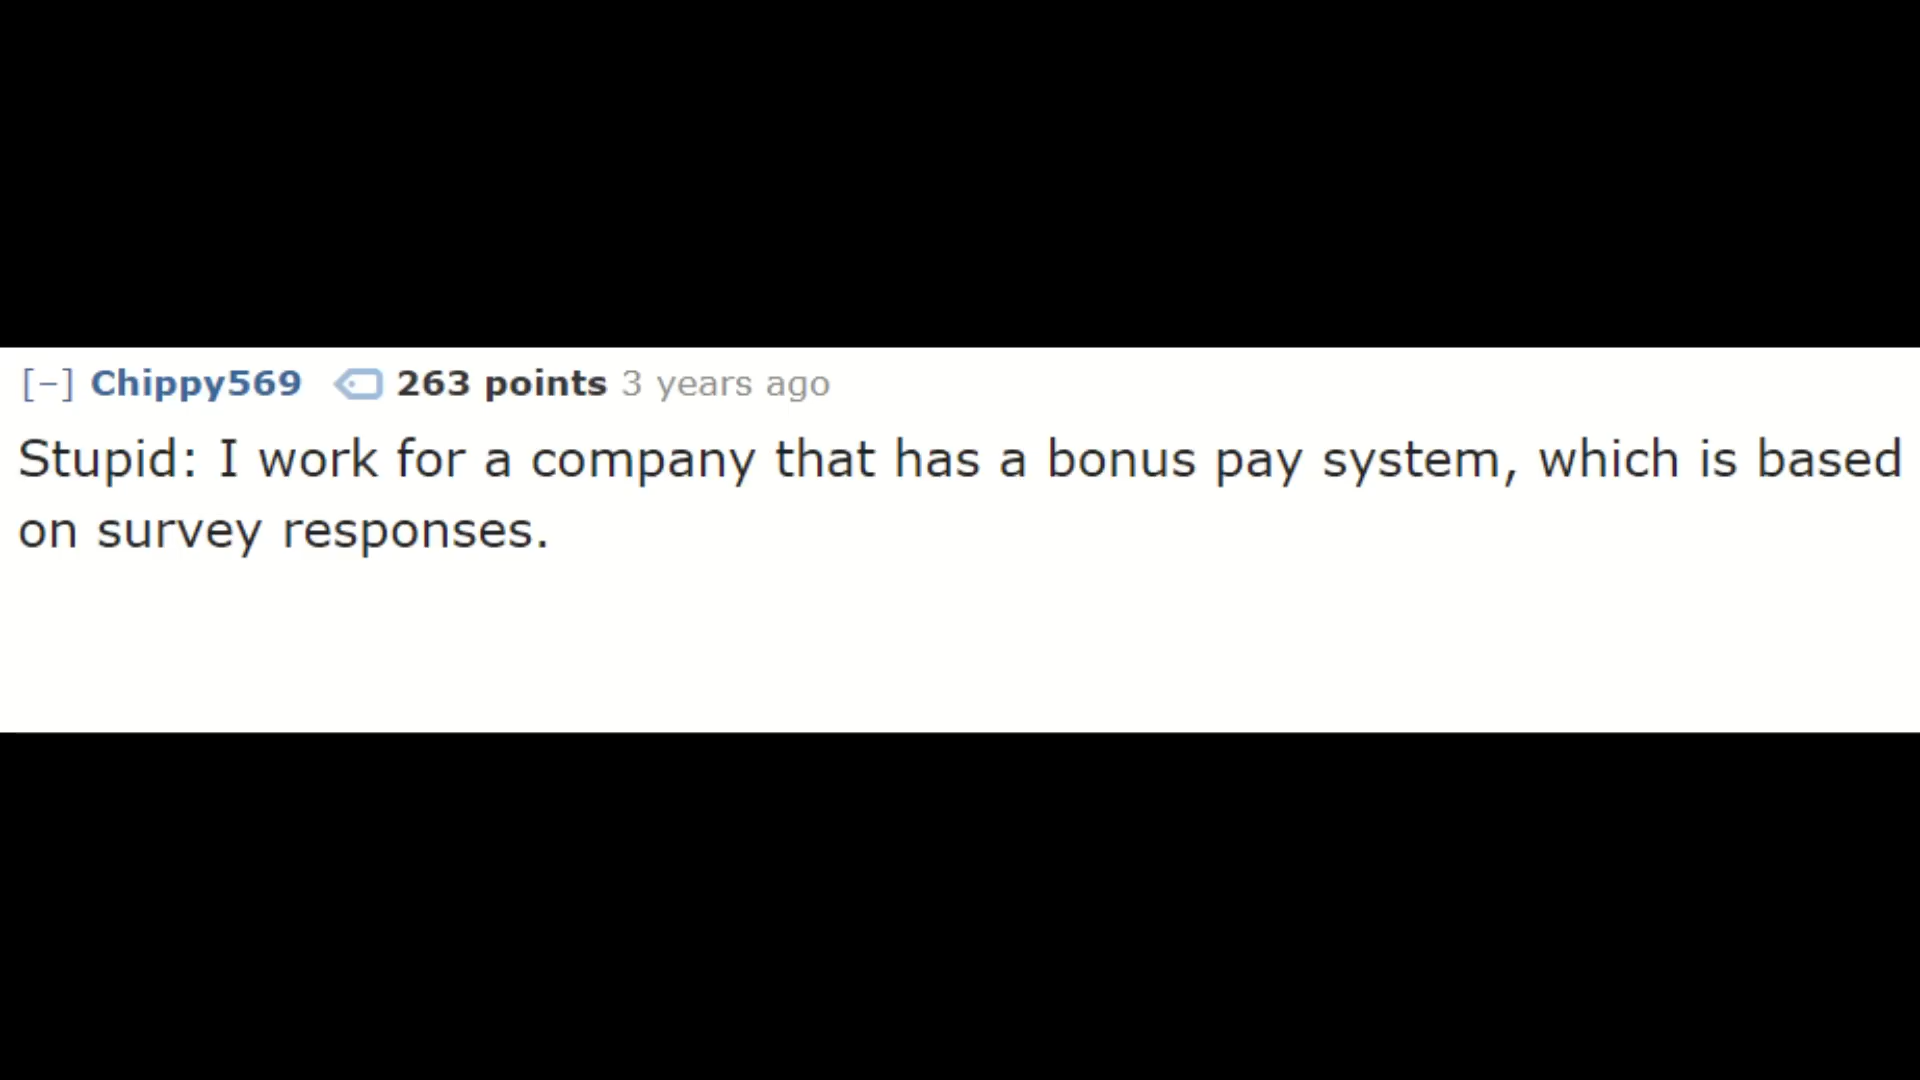 [–] Chippy569 263 points 3 years ago
Stupid: I work for a company that has a bonus pay system, which is based
on survey responses.